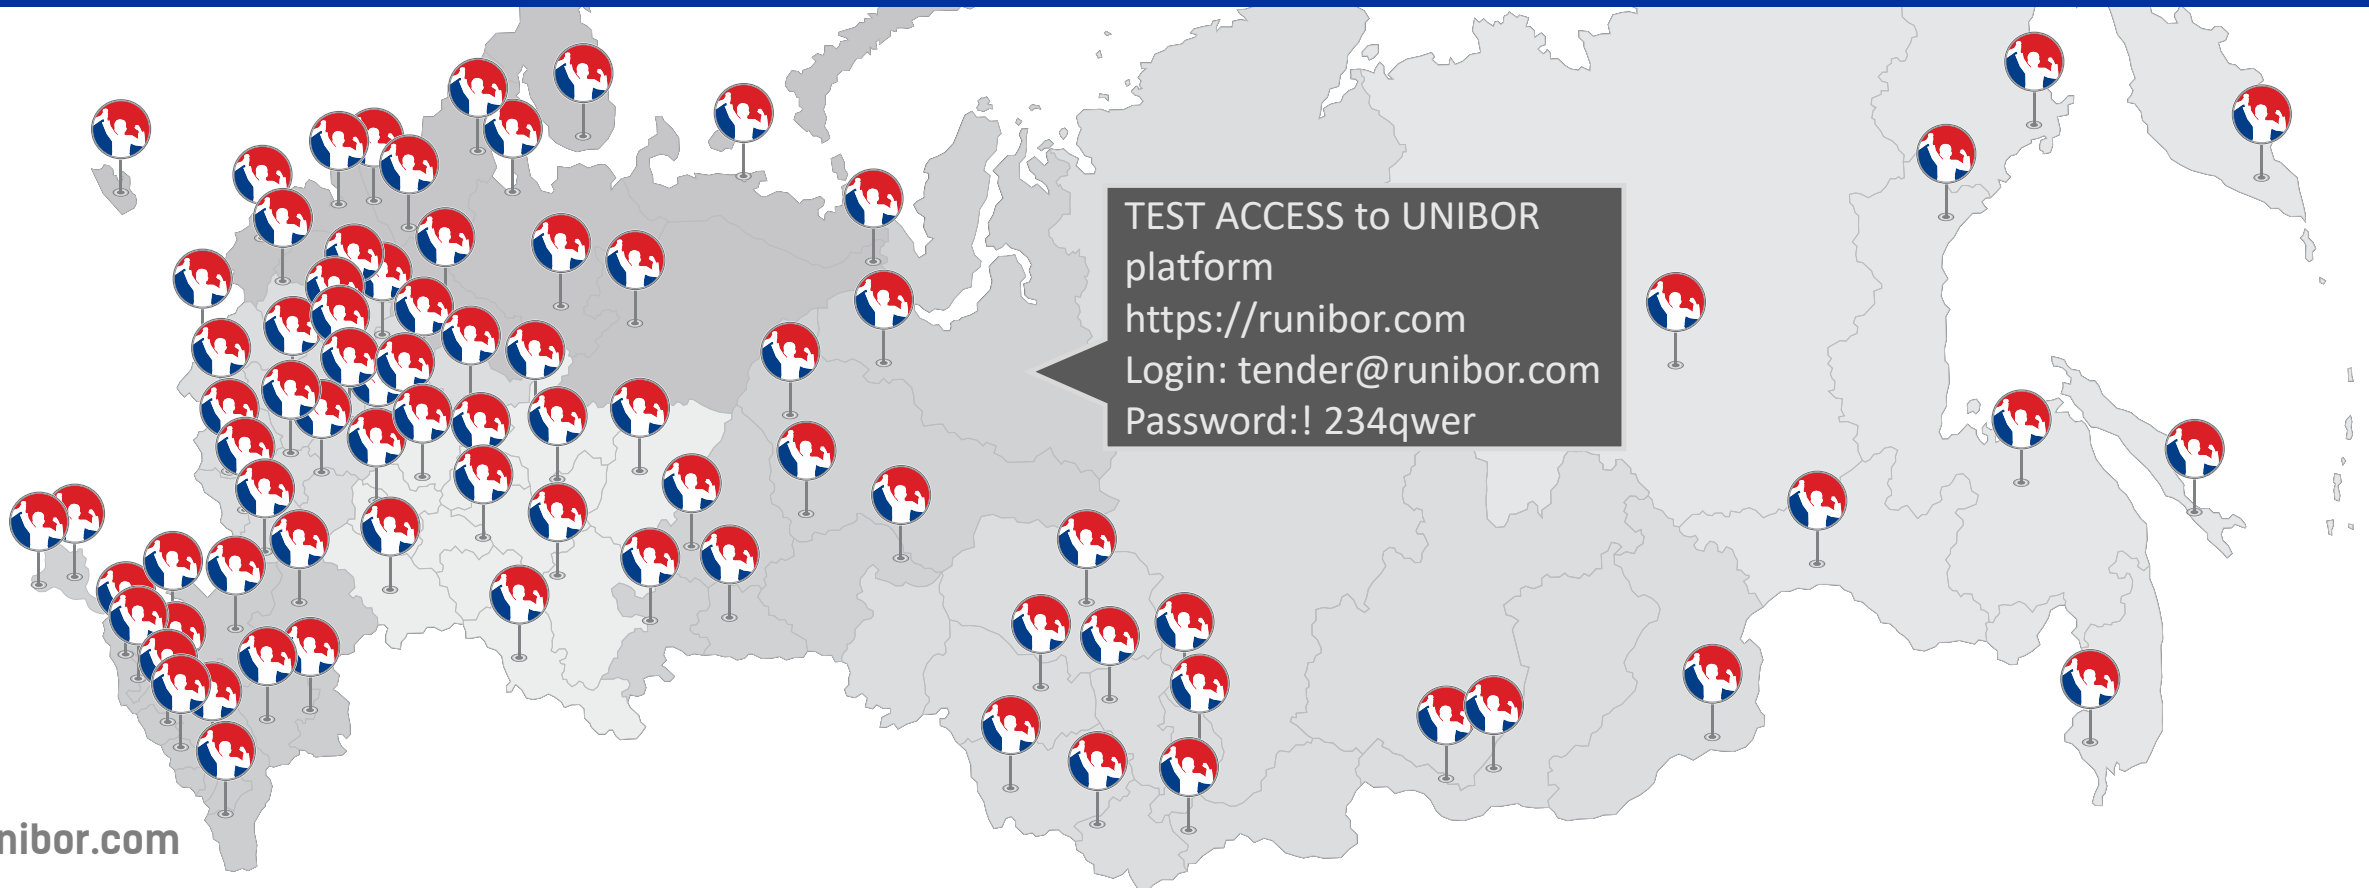 TEST ACCESS to UNIBOR
platform
https://runibor.com
Login: tender@runibor.com
Password:! 234qwer
nibor.com